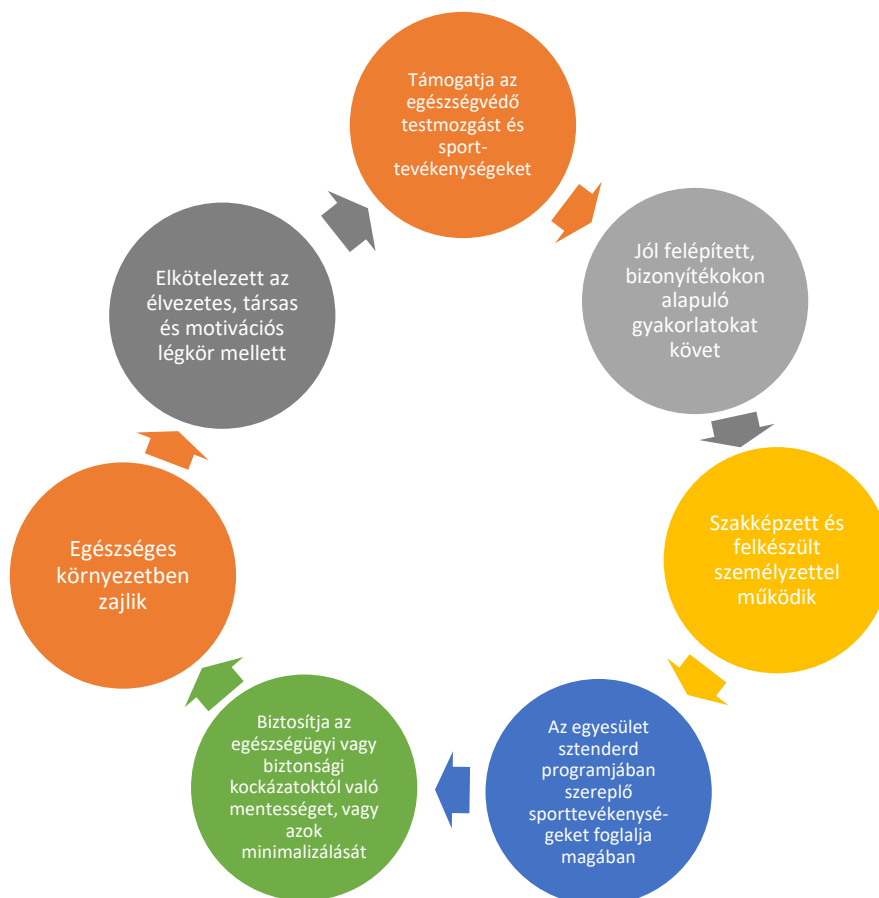 Támogatja az
egészségvédő
testmozgást és
sport-
tevékenységeket
Jól felépített,
bizonyítékokon
alapuló
gyakorlatokat
követ
Szakképzett és
felkészült
személyzettel
működik
Az egyesület
sztenderd
programjában
szereplő
sporttevékenysé-
geket foglalja
magában
Biztosítja az
egészségügyi vagy
biztonsági
kockázatoktól való
mentességet, vagy
azok
minimalizálását
Egészséges
környezetben
zajlik
Elkötelezett az
élvezetes, társas
és motivációs
légkör mellett